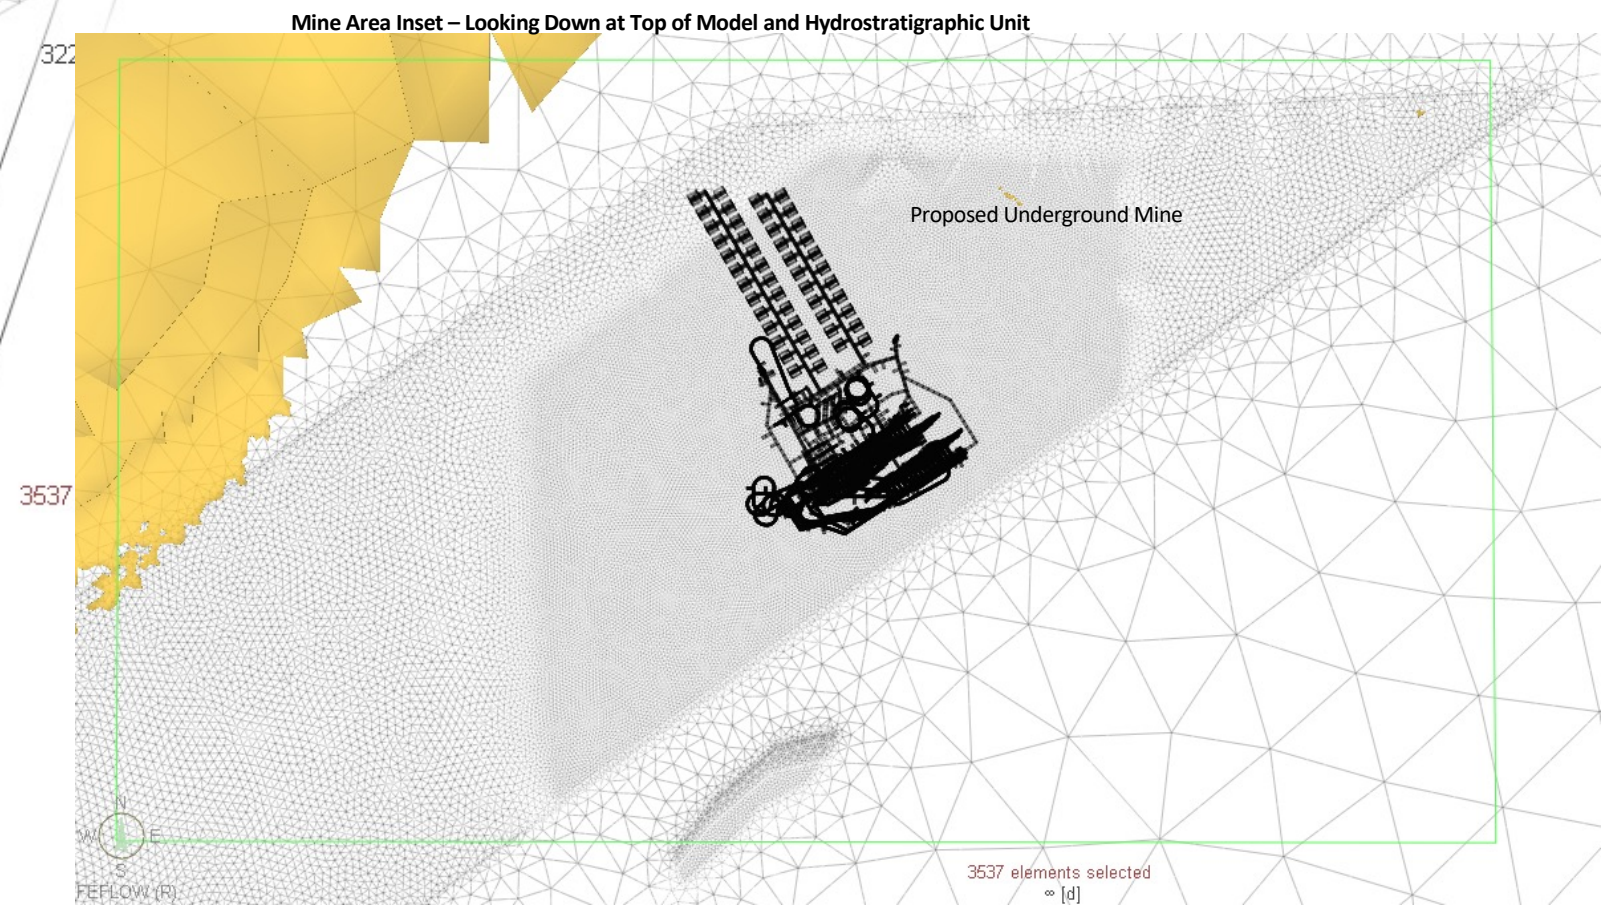 Mine Area Inset – Looking Down at Top of Model and Hydrostratigraphic Unit
322
Proposed Underground Mine
3537
N
W E
S
FEFLOW (R)
3537 elements selected
∞ [d]